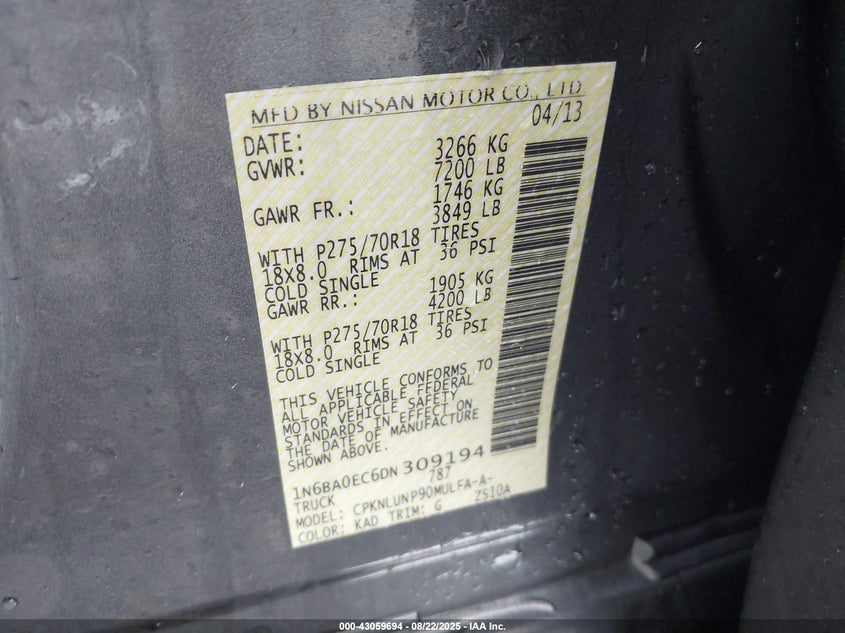 MFD BY NISSAN MOTOR CO., LTD.
DATE: 04/13
GVWR: 3266 KG
7200 LB
GAWR FR.: 1746 KG
3849 LB
WITH P275/70R18 TIRES
18X8.0 RIMS AT 36 PSI
COLD SINGLE
GAWR RR.: 1905 KG
4200 LB
WITH P275/70R18 TIRES
18X8.0 RIMS AT 36 PSI
COLD SINGLE
THIS VEHICLE CONFORMS TO
ALL APPLICABLE FEDERAL
MOTOR VEHICLE SAFETY
STANDARDS IN EFFECT ON
THE DATE OF MANUFACTURE
SHOWN ABOVE.
1N6BA0EC6DN309194
TRUCK 787
MODEL: CPKNLUNP90MULFA-A-
COLOR: KAD TRIM: G ZS10A
000-43059694 - 08/22/2025 - IAA Inc.